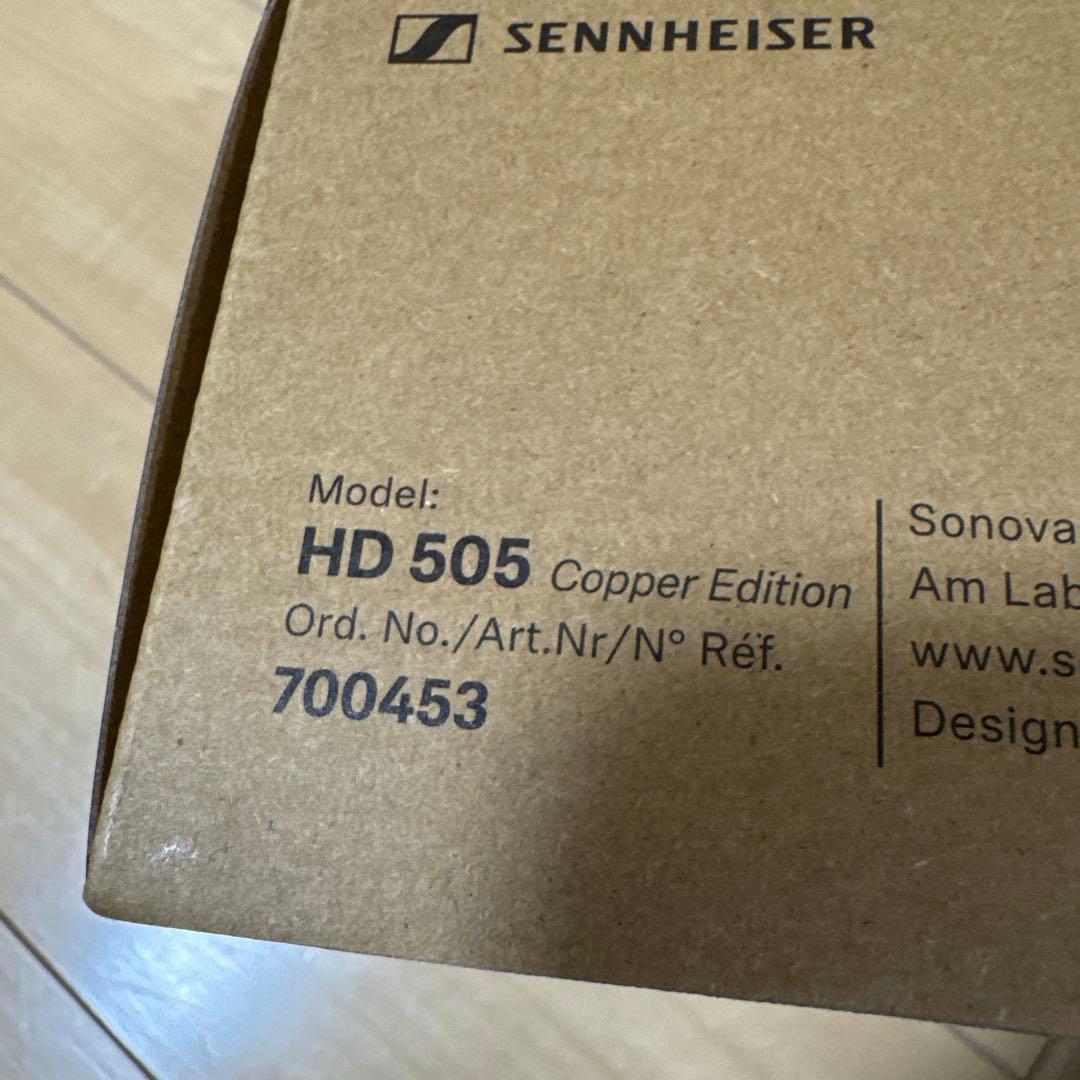 SENNHEISER
Model:
HD 505 Copper Edition
Ord. No./Art.Nr/N° Réf.
700453
Sonova
Am Lab
www.s
Design